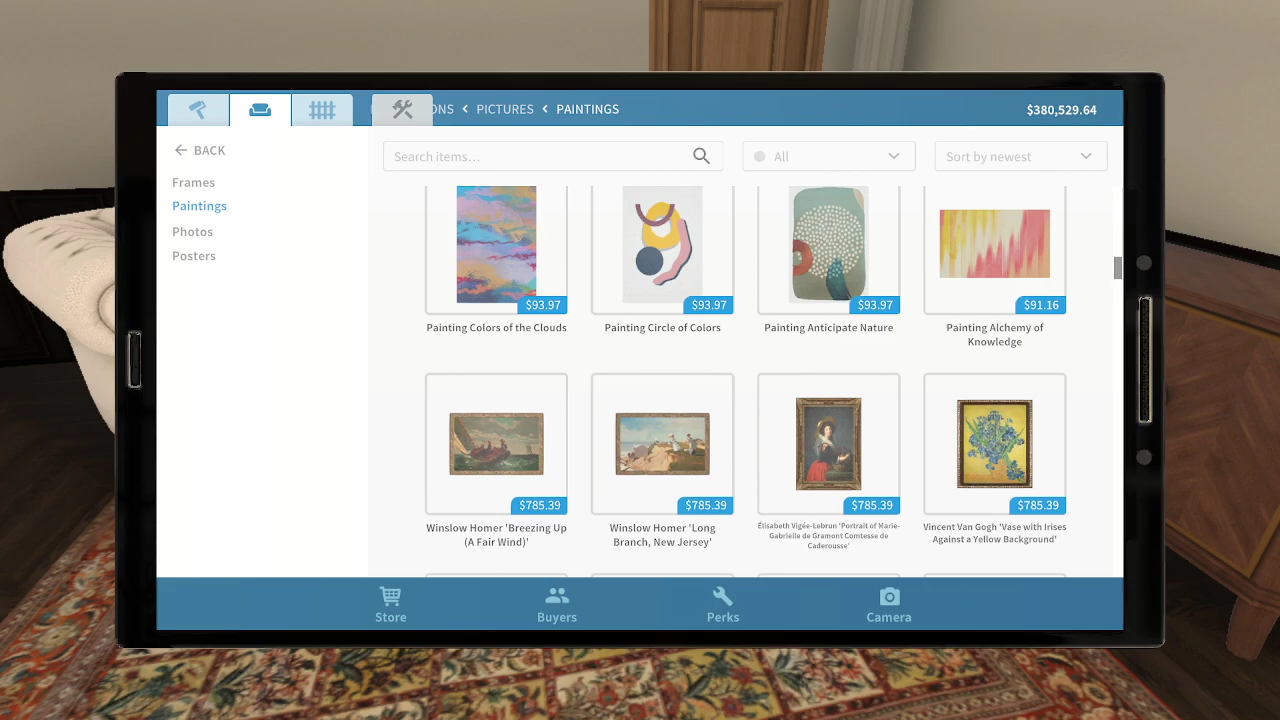 ONS < PICTURES < PAINTINGS
$380,529.64
BACK
Frames
Paintings
Photos
Posters
Search items...
All
Sort by newest
$93.97
$93.97
$93.97
$91.16
Painting Colors of the Clouds
Painting Circle of Colors
Painting Anticipate Nature
Painting Alchemy of
Knowledge
$785.39
$785.39
$785.39
$785.39
Winslow Homer 'Breezing Up
(A Fair Wind)'
Winslow Homer 'Long
Branch, New Jersey'
Élisabeth Vigée-Lebrun 'Portrait of Marie-
Gabrielle de Gramont Comtesse de
Caderousse'
Vincent Van Gogh 'Vase with Irises
Against a Yellow Background'
Store
Buyers
Perks
Camera